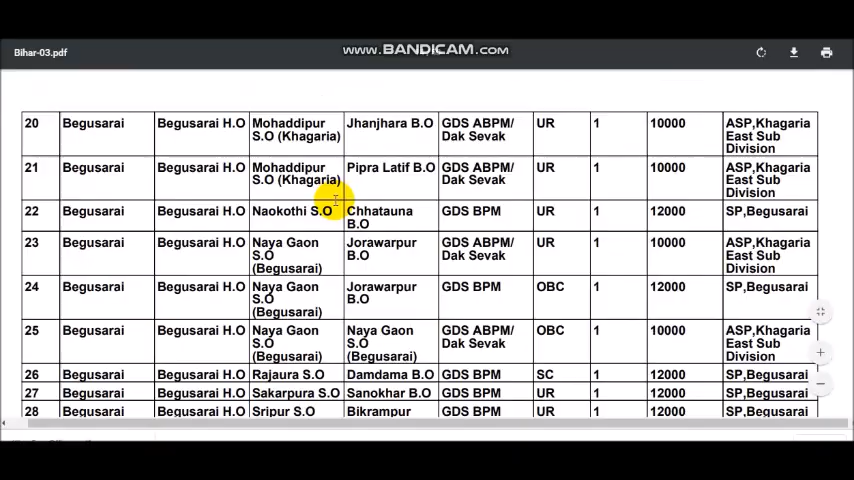 www.BANDICAM.com
Bihar-03.pdf
20 Begusarai Begusarai H.O Mohaddipur S.O (Khagaria) Jhanjhara B.O GDS ABPM/ Dak Sevak UR 1 10000 ASP,Khagaria East Sub Division
21 Begusarai Begusarai H.O Mohaddipur S.O (Khagaria) Pipra Latif B.O GDS ABPM/ Dak Sevak UR 1 10000 ASP,Khagaria East Sub Division
22 Begusarai Begusarai H.O Naokothi S.O Chhatauna B.O GDS BPM UR 1 12000 SP,Begusarai
23 Begusarai Begusarai H.O Naya Gaon S.O (Begusarai) Jorawarpur B.O GDS ABPM/ Dak Sevak UR 1 10000 ASP,Khagaria East Sub Division
24 Begusarai Begusarai H.O Naya Gaon S.O (Begusarai) Jorawarpur B.O GDS BPM OBC 1 12000 SP,Begusarai
25 Begusarai Begusarai H.O Naya Gaon S.O (Begusarai) Naya Gaon S.O (Begusarai) GDS ABPM/ Dak Sevak OBC 1 10000 ASP,Khagaria East Sub Division
26 Begusarai Begusarai H.O Rajaura S.O Damdama B.O GDS BPM SC 1 12000 SP,Begusarai
27 Begusarai Begusarai H.O Sakarpura S.O Sanokhar B.O GDS BPM UR 1 12000 SP,Begusarai
28 Begusarai Begusarai H.O Sripur S.O Bikrampur GDS BPM UR 1 12000 SP,Begusarai